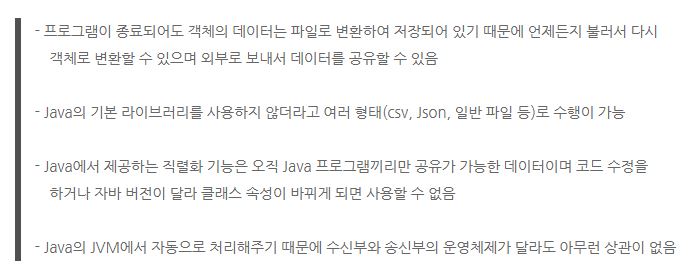 - 프로그램이 종료되어도 객체의 데이터는 파일로 변환하여 저장되어 있기 때문에 언제든지 불러서 다시
객체로 변환할 수 있으며 외부로 보내서 데이터를 공유할 수 있음
- Java의 기본 라이브러리를 사용하지 않더라고 여러 형태(csv, Json, 일반 파일 등)로 수행이 가능
- Java에서 제공하는 직렬화 기능은 오직 Java 프로그램끼리만 공유가 가능한 데이터이며 코드 수정을
하거나 자바 버전이 달라 클래스 속성이 바뀌게 되면 사용할 수 없음
- Java의 JVM에서 자동으로 처리해주기 때문에 수신부와 송신부의 운영체제가 달라도 아무런 상관이 없음